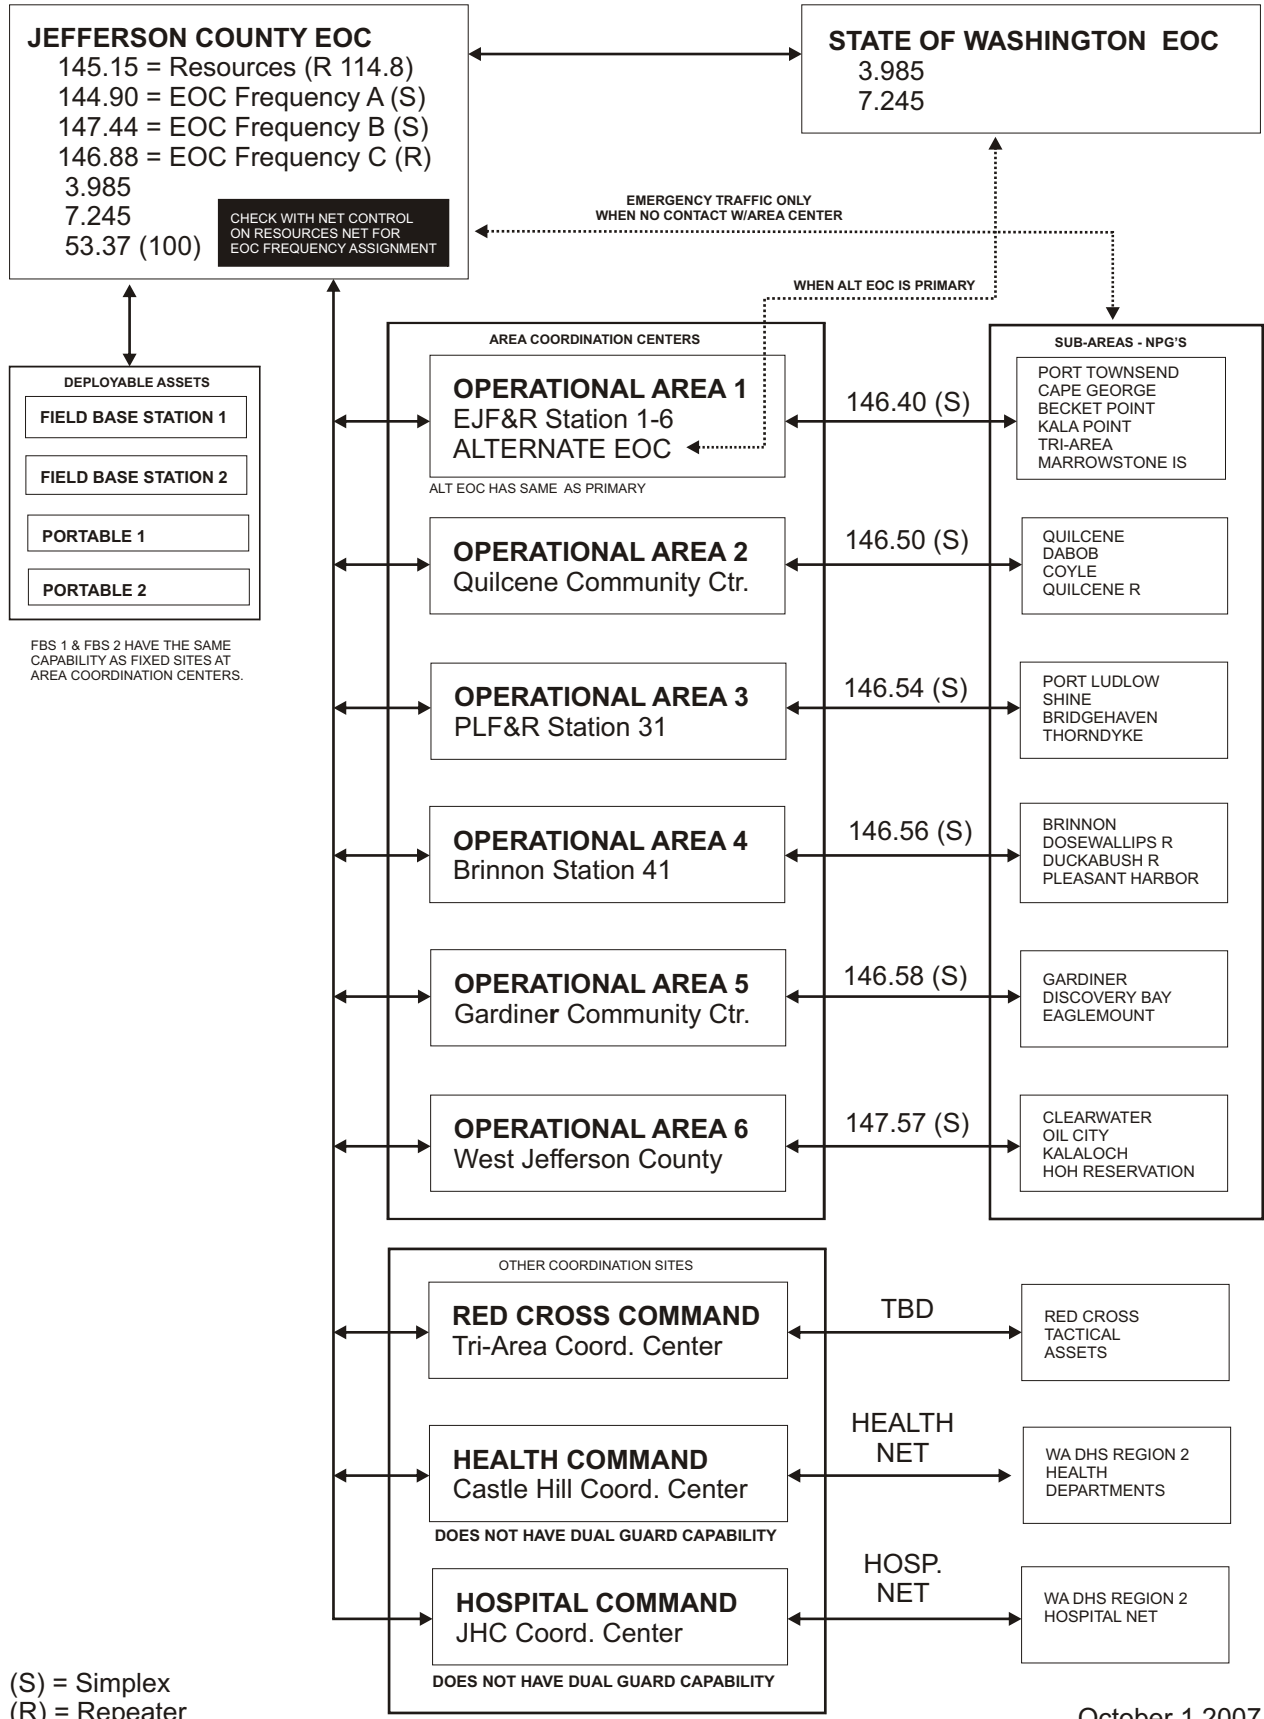 JEFFERSON COUNTY EOC
145.15 = Resources (R 114.8)
144.90 = EOC Frequency A (S)
147.44 = EOC Frequency B (S)
146.88 = EOC Frequency C (R)
3.985
7.245
53.37 (100)
CHECK WITH NET CONTROL
ON RESOURCES NET FOR
EOC FREQUENCY ASSIGNMENT
STATE OF WASHINGTON EOC
3.985
7.245
EMERGENCY TRAFFIC ONLY
WHEN NO CONTACT W/AREA CENTER
WHEN ALT EOC IS PRIMARY
DEPLOYABLE ASSETS
FIELD BASE STATION 1
FIELD BASE STATION 2
PORTABLE 1
PORTABLE 2
FBS 1 & FBS 2 HAVE THE SAME
CAPABILITY AS FIXED SITES AT
AREA COORDINATION CENTERS.
AREA COORDINATION CENTERS
OPERATIONAL AREA 1
EJF&R Station 1-6
ALTERNATE EOC
ALT EOC HAS SAME AS PRIMARY
146.40 (S)
SUB-AREAS - NPG'S
PORT TOWNSEND
CAPE GEORGE
BECKET POINT
KALA POINT
TRI-AREA
MARROWSTONE IS
OPERATIONAL AREA 2
Quilcene Community Ctr.
146.50 (S)
QUILCENE
DABOB
COYLE
QUILCENE R
OPERATIONAL AREA 3
PLF&R Station 31
146.54 (S)
PORT LUDLOW
SHINE
BRIDGEHAVEN
THORNDYKE
OPERATIONAL AREA 4
Brinnon Station 41
146.56 (S)
BRINNON
DOSEWALLIPS R
DUCKABUSH R
PLEASANT HARBOR
OPERATIONAL AREA 5
Gardiner Community Ctr.
146.58 (S)
GARDINER
DISCOVERY BAY
EAGLEMOUNT
OPERATIONAL AREA 6
West Jefferson County
147.57 (S)
CLEARWATER
OIL CITY
KALALOCH
HOH RESERVATION
OTHER COORDINATION SITES
RED CROSS COMMAND
Tri-Area Coord. Center
TBD
RED CROSS
TACTICAL
ASSETS
HEALTH COMMAND
Castle Hill Coord. Center
DOES NOT HAVE DUAL GUARD CAPABILITY
HEALTH
NET
WA DHS REGION 2
HEALTH
DEPARTMENTS
HOSPITAL COMMAND
JHC Coord. Center
DOES NOT HAVE DUAL GUARD CAPABILITY
HOSP.
NET
WA DHS REGION 2
HOSPITAL NET
(S) = Simplex
(R) = Repeater
October 1 2007